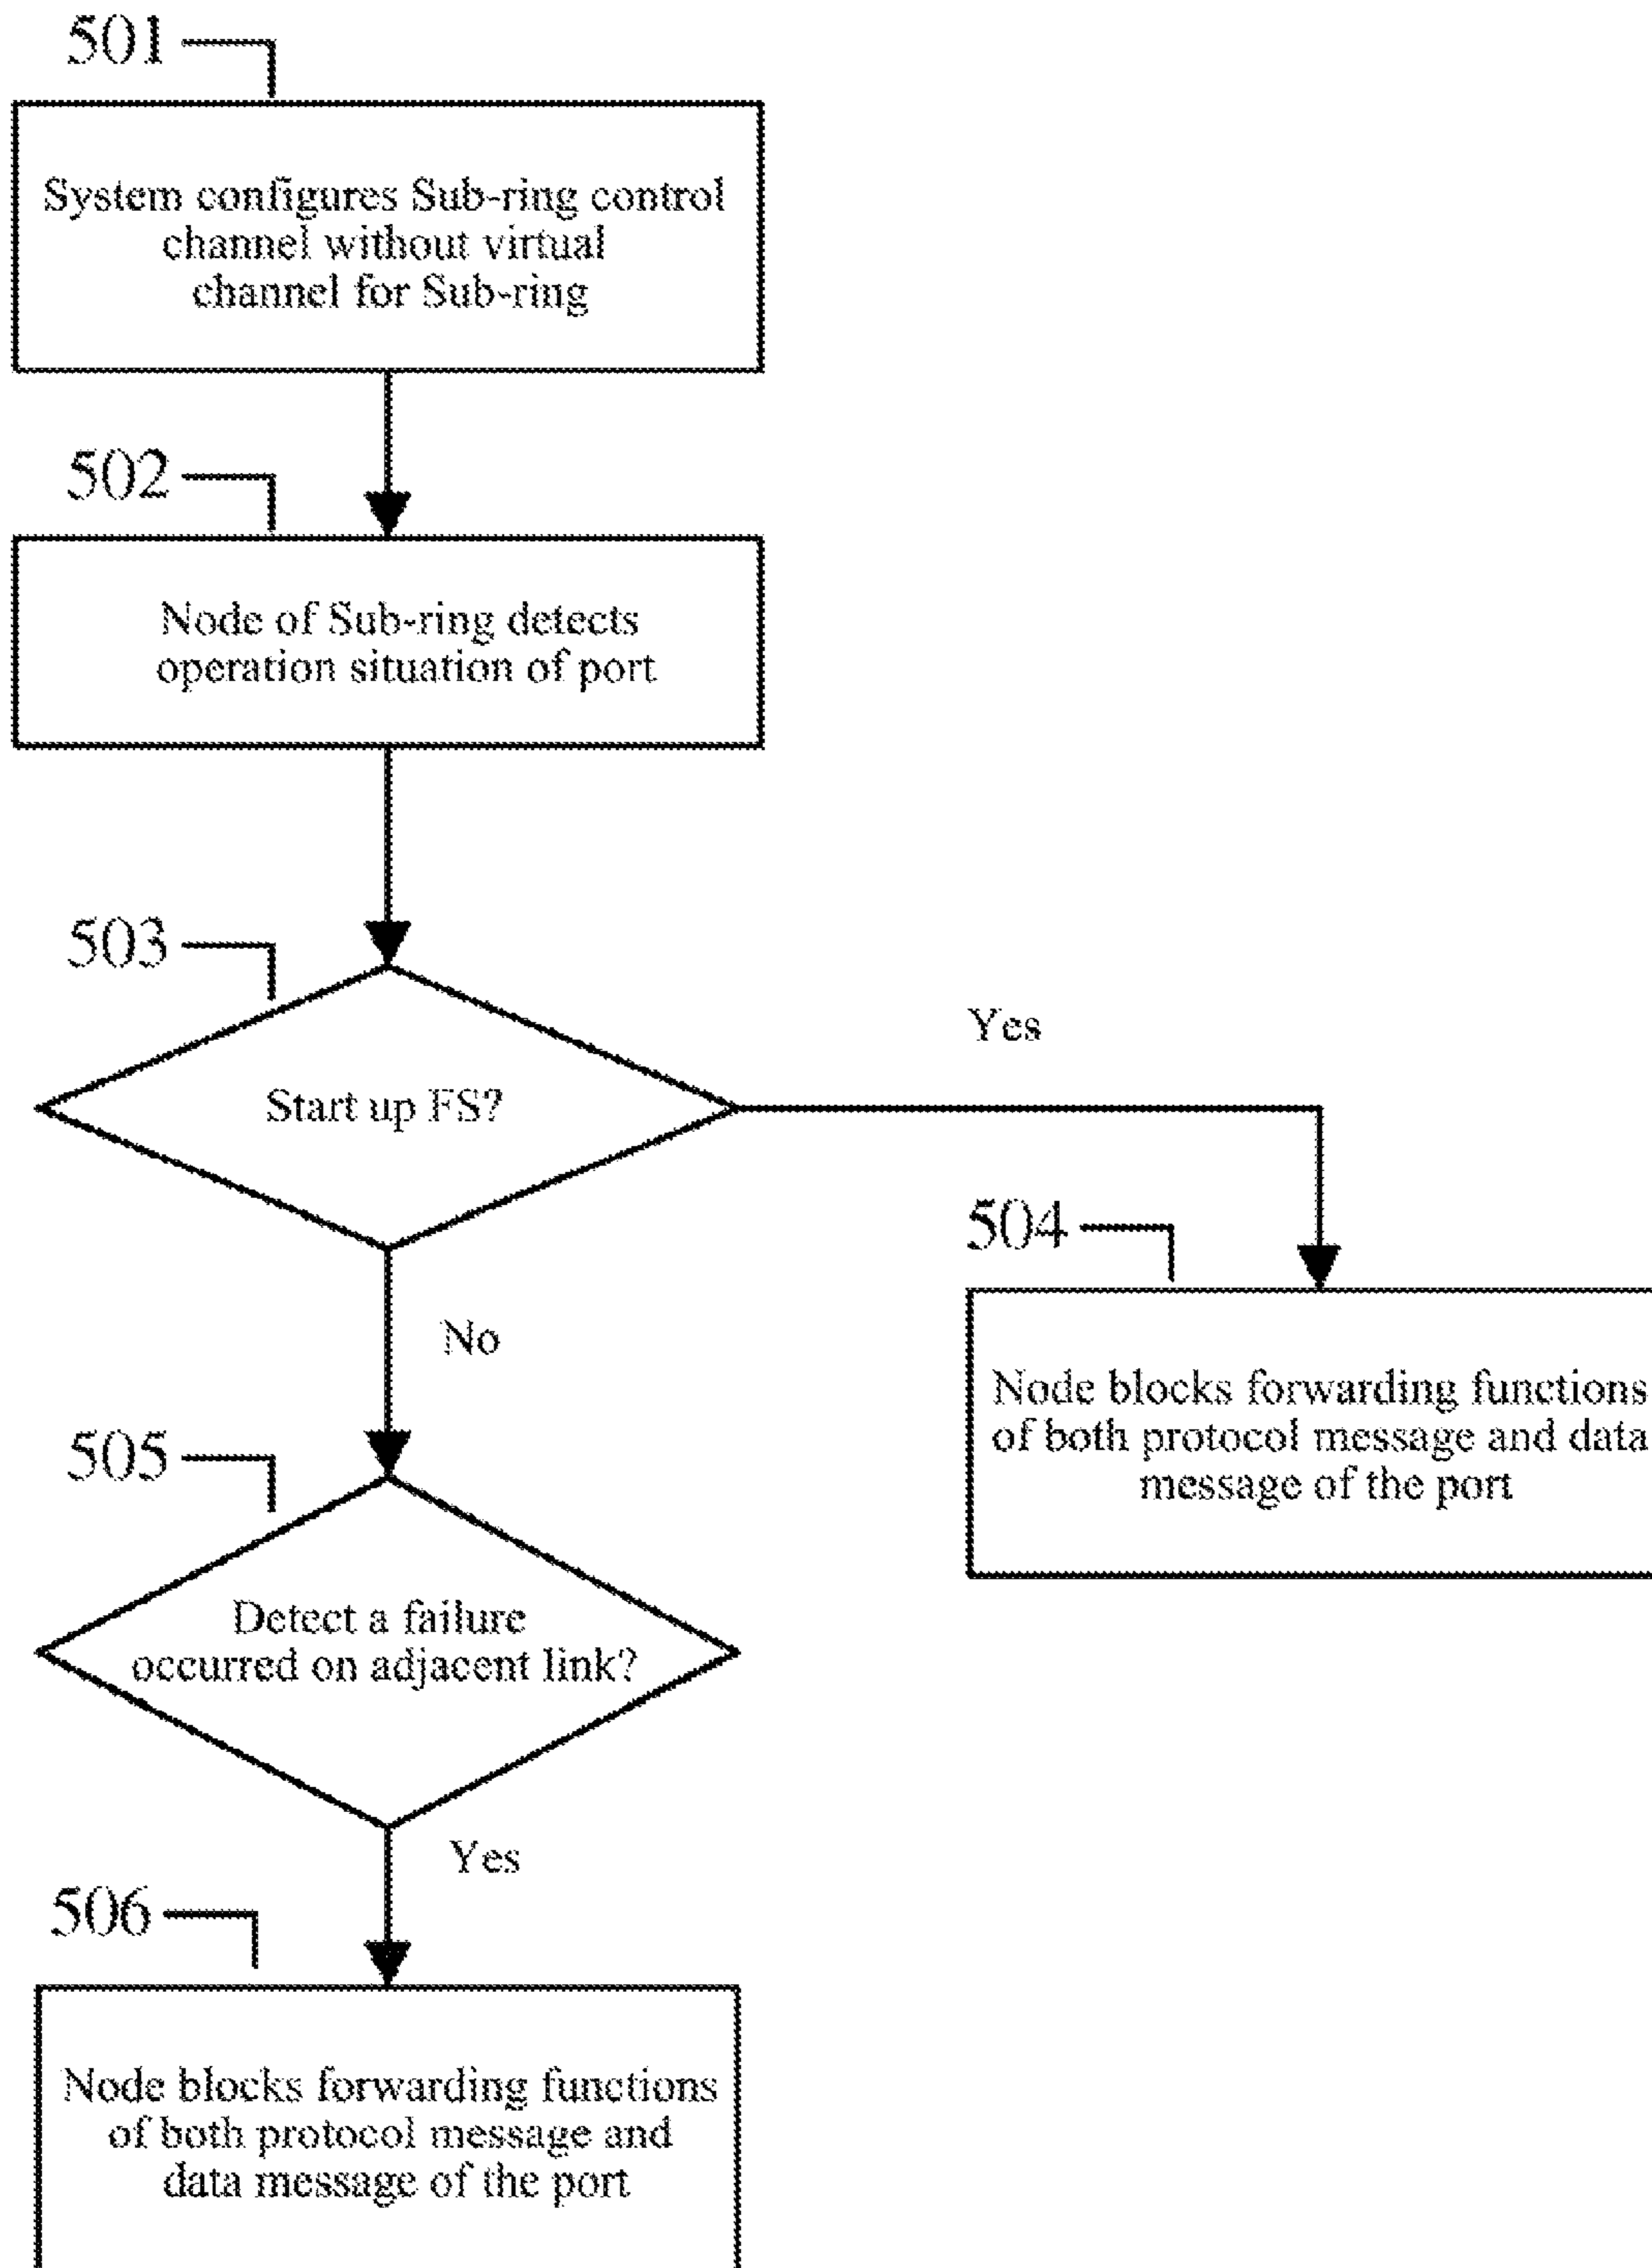 501
System configures Sub-ring control
channel without virtual
channel for Sub-ring
502
Node of Sub-ring detects
operation situation of port
503
Start up FS?
Yes
504
Node blocks forwarding functions
of both protocol message and data
message of the port
No
505
Detect a failure
occurred on adjacent link?
Yes
506
Node blocks forwarding functions
of both protocol message and
data message of the port